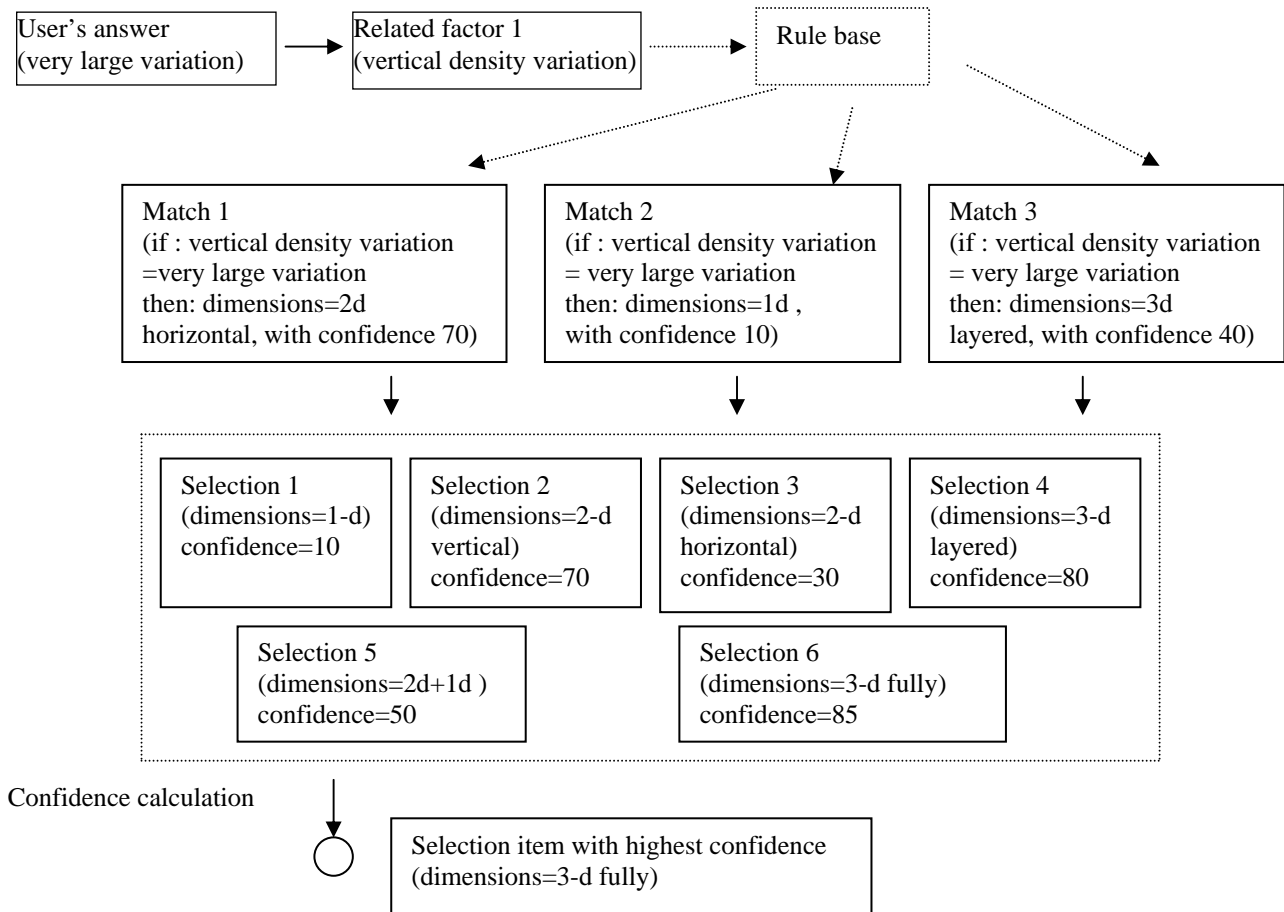 User's answer
(very large variation)
Related factor 1
(vertical density variation)
Rule base
Match 1
(if : vertical density variation
=very large variation
then: dimensions=2d
horizontal, with confidence 70)
Match 2
(if : vertical density variation
= very large variation
then: dimensions=1d ,
with confidence 10)
Match 3
(if : vertical density variation
= very large variation
then: dimensions=3d
layered, with confidence 40)
Selection 1
(dimensions=1-d)
confidence=10
Selection 2
(dimensions=2-d
vertical)
confidence=70
Selection 3
(dimensions=2-d
horizontal)
confidence=30
Selection 4
(dimensions=3-d
layered)
confidence=80
Selection 5
(dimensions=2d+1d )
confidence=50
Selection 6
(dimensions=3-d fully)
confidence=85
Confidence calculation
Selection item with highest confidence
(dimensions=3-d fully)